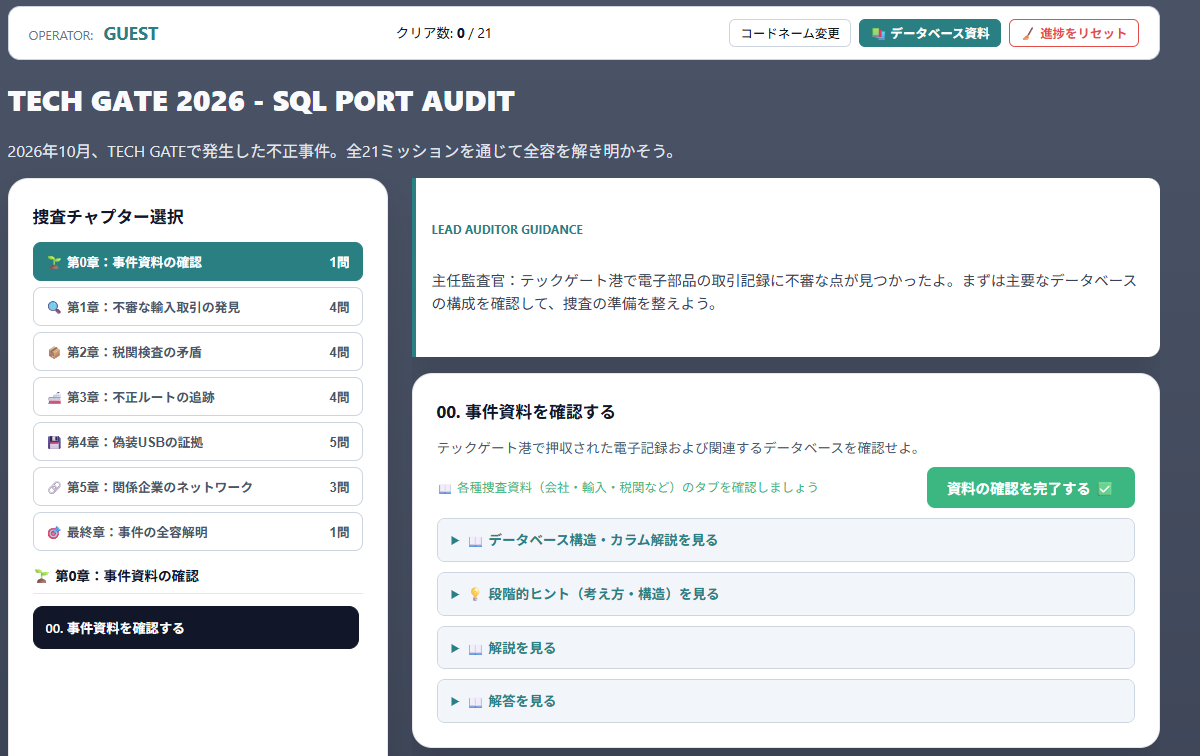 OPERATOR: GUEST
クリア数: 0 / 21
コードネーム変更
📚 データベース資料
🧹 進捗をリセット
TECH GATE 2026 - SQL PORT AUDIT
2026年10月、TECH GATEで発生した不正事件。全21ミッションを通じて全容を解き明かそう。
捜査チャプター選択
🌱 第0章：事件資料の確認 1問
🔍 第1章：不審な輸入取引の発見 4問
📦 第2章：税関検査の矛盾 4問
🚢 第3章：不正ルートの追跡 4問
💾 第4章：偽装USBの証拠 5問
🔗 第5章：関係企業のネットワーク 3問
🎯 最終章：事件の全容解明 1問
🌱 第0章：事件資料の確認
00. 事件資料を確認する
LEAD AUDITOR GUIDANCE
主任監査官：テックゲート港で電子部品の取引記録に不審な点が見つかったよ。まずは主要なデータベース
の構成を確認して、捜査の準備を整えよう。
00. 事件資料を確認する
テックゲート港で押収された電子記録および関連するデータベースを確認せよ。
📖 各種捜査資料（会社・輸入・税関など）のタブを確認しましょう
資料の確認を完了する ✅
▶ 📖 データベース構造・カラム解説を見る
▶ 💡 段階的ヒント（考え方・構造）を見る
▶ 📖 解説を見る
▶ 📖 解答を見る